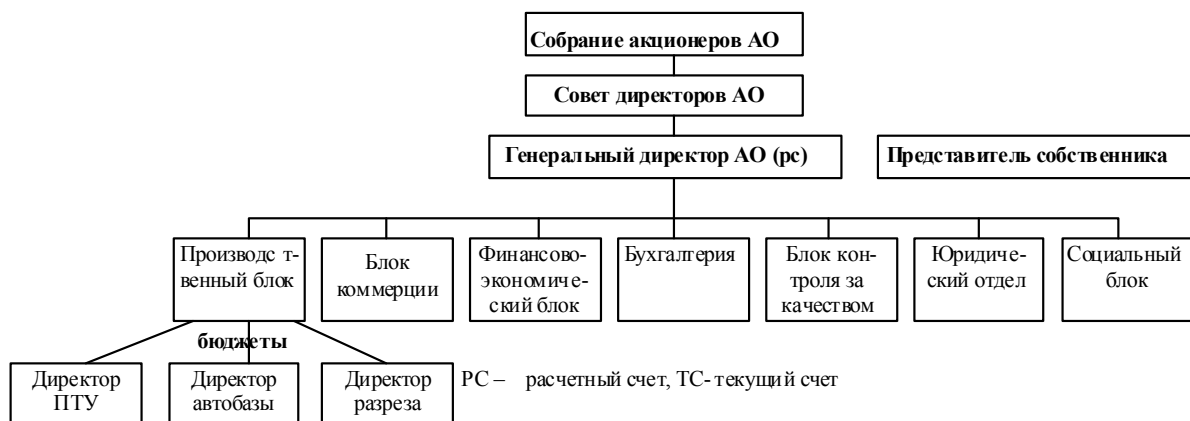 Собрание акционеров АО
Совет директоров АО
Генеральный директор АО (рс)
Представитель собственника
Производс т-
венный блок
Блок
коммерции
Финансово-
экономиче-
ский блок
Бухгалтерия
Блок кон-
троля за
качеством
Юридиче-
ский отдел
Социальный
блок
бюджеты
Директор
ПТУ
Директор
автобазы
Директор
разреза
РС – расчетный счет, ТС- текущий счет